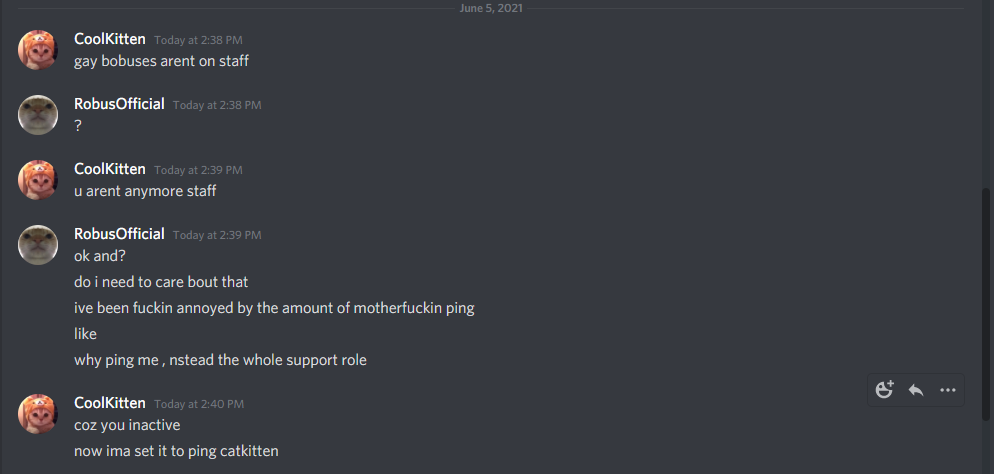 June 5, 2021
CoolKitten Today at 2:38 PM
gay bobuses arent on staff
RobusOfficial Today at 2:38 PM
?
CoolKitten Today at 2:39 PM
u arent anymore staff
RobusOfficial Today at 2:39 PM
ok and?
do i need to care bout that
ive been fuckin annoyed by the amount of motherfuckin ping
like
why ping me , nstead the whole support role
CoolKitten Today at 2:40 PM
coz you inactive
now ima set it to ping catkitten